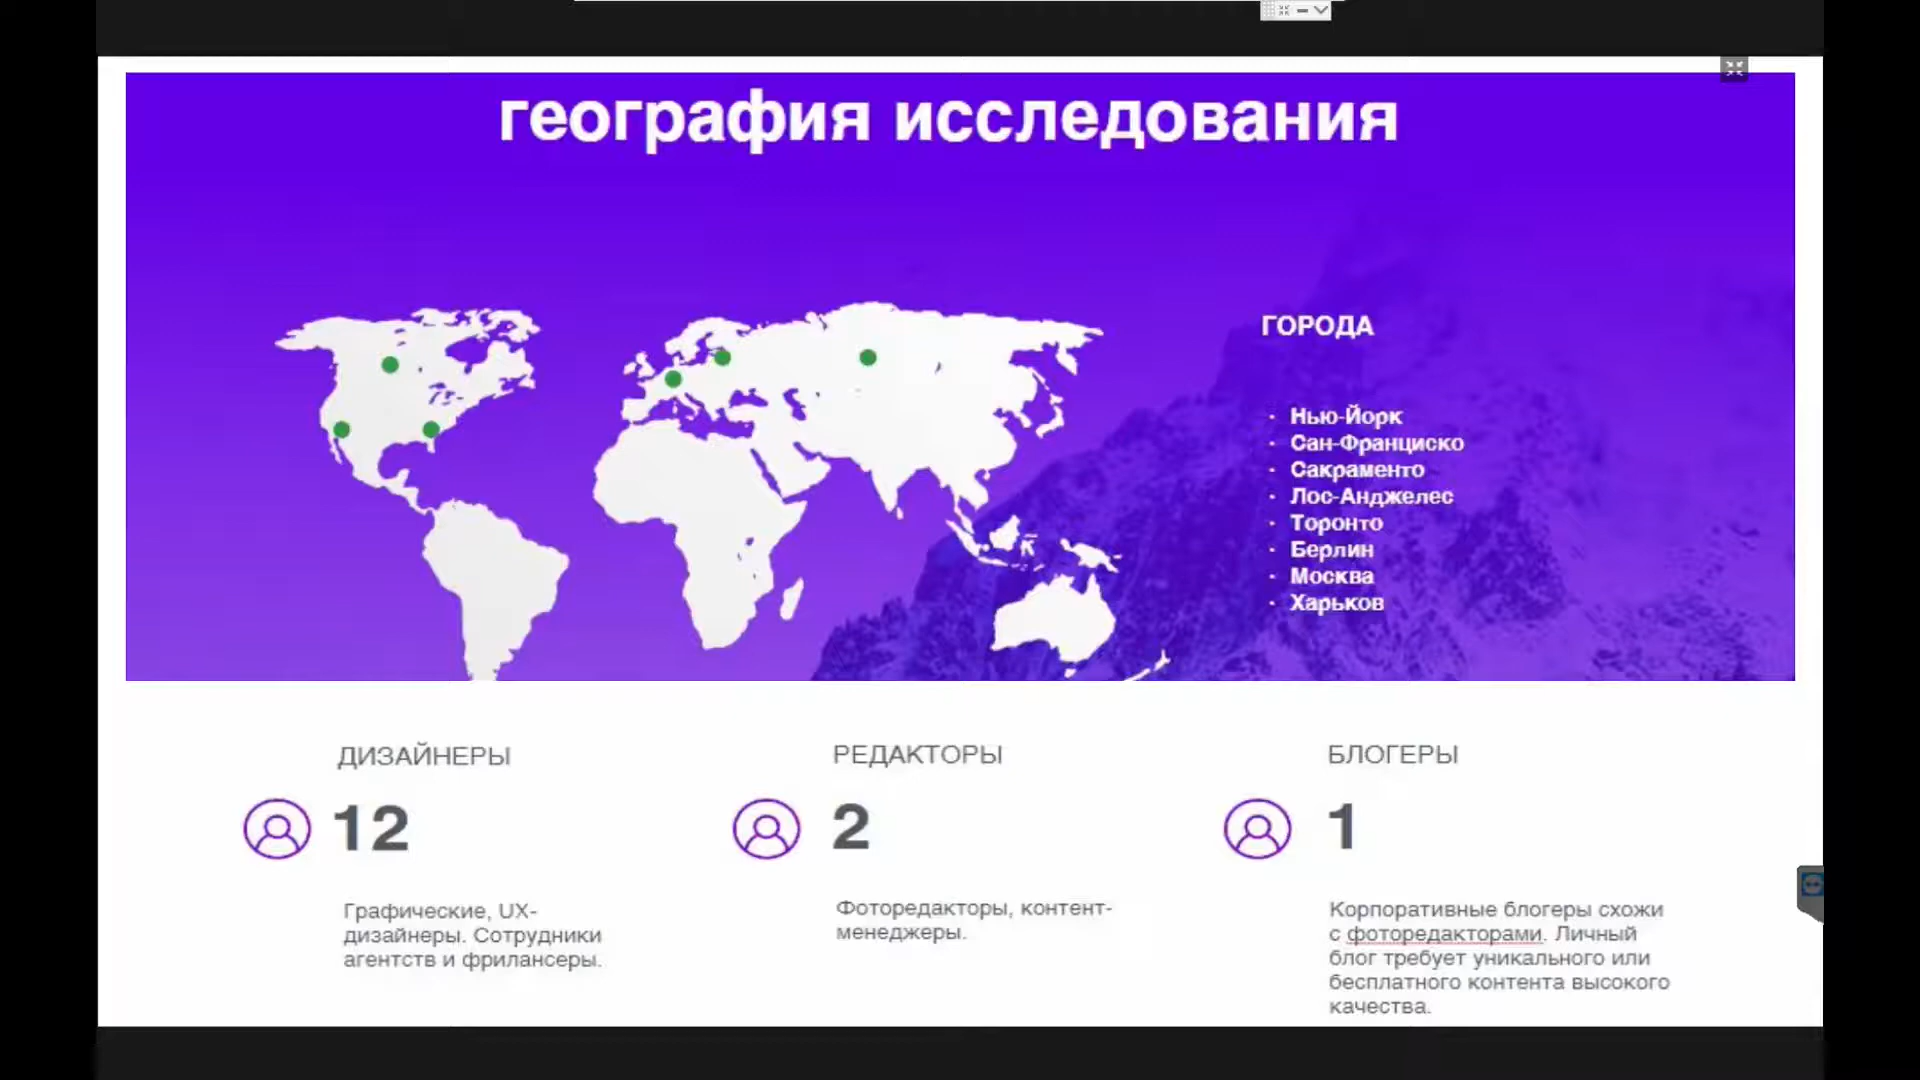 география исследования
ГОРОДА
· Нью-Йорк
· Сан-Франциско
· Сакраменто
· Лос-Анджелес
· Торонто
· Берлин
· Москва
· Харьков
ДИЗАЙНЕРЫ
12
Графические, UX-
дизайнеры. Сотрудники
агентств и фрилансеры.
РЕДАКТОРЫ
2
Фоторедакторы, контент-
менеджеры.
БЛОГЕРЫ
1
Корпоративные блогеры схожи
с фоторедакторами. Личный
блог требует уникального или
бесплатного контента высокого
качества.